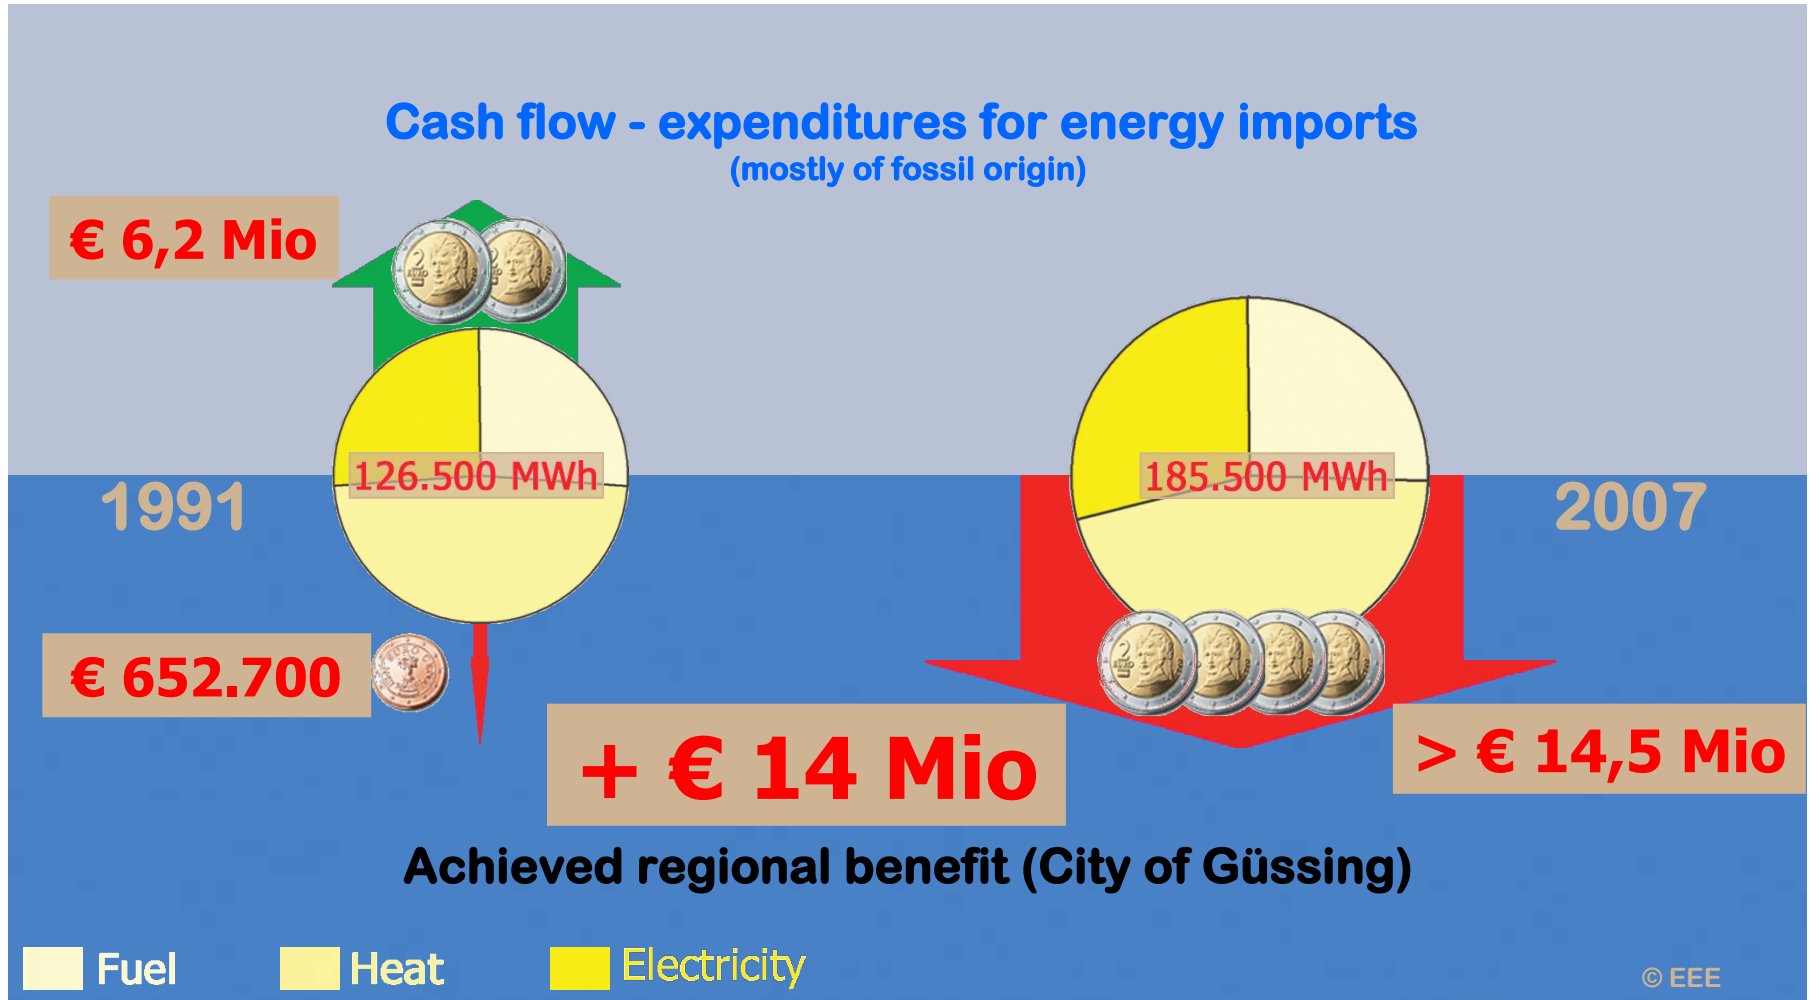 Cash flow - expenditures for energy imports
(mostly of fossil origin)
€ 6,2 Mio
126.500 MWh
185.500 MWh
1991
2007
€ 652.700
+ € 14 Mio
> € 14,5 Mio
Achieved regional benefit (City of Güssing)
Fuel
Heat
Electricity
© EEE